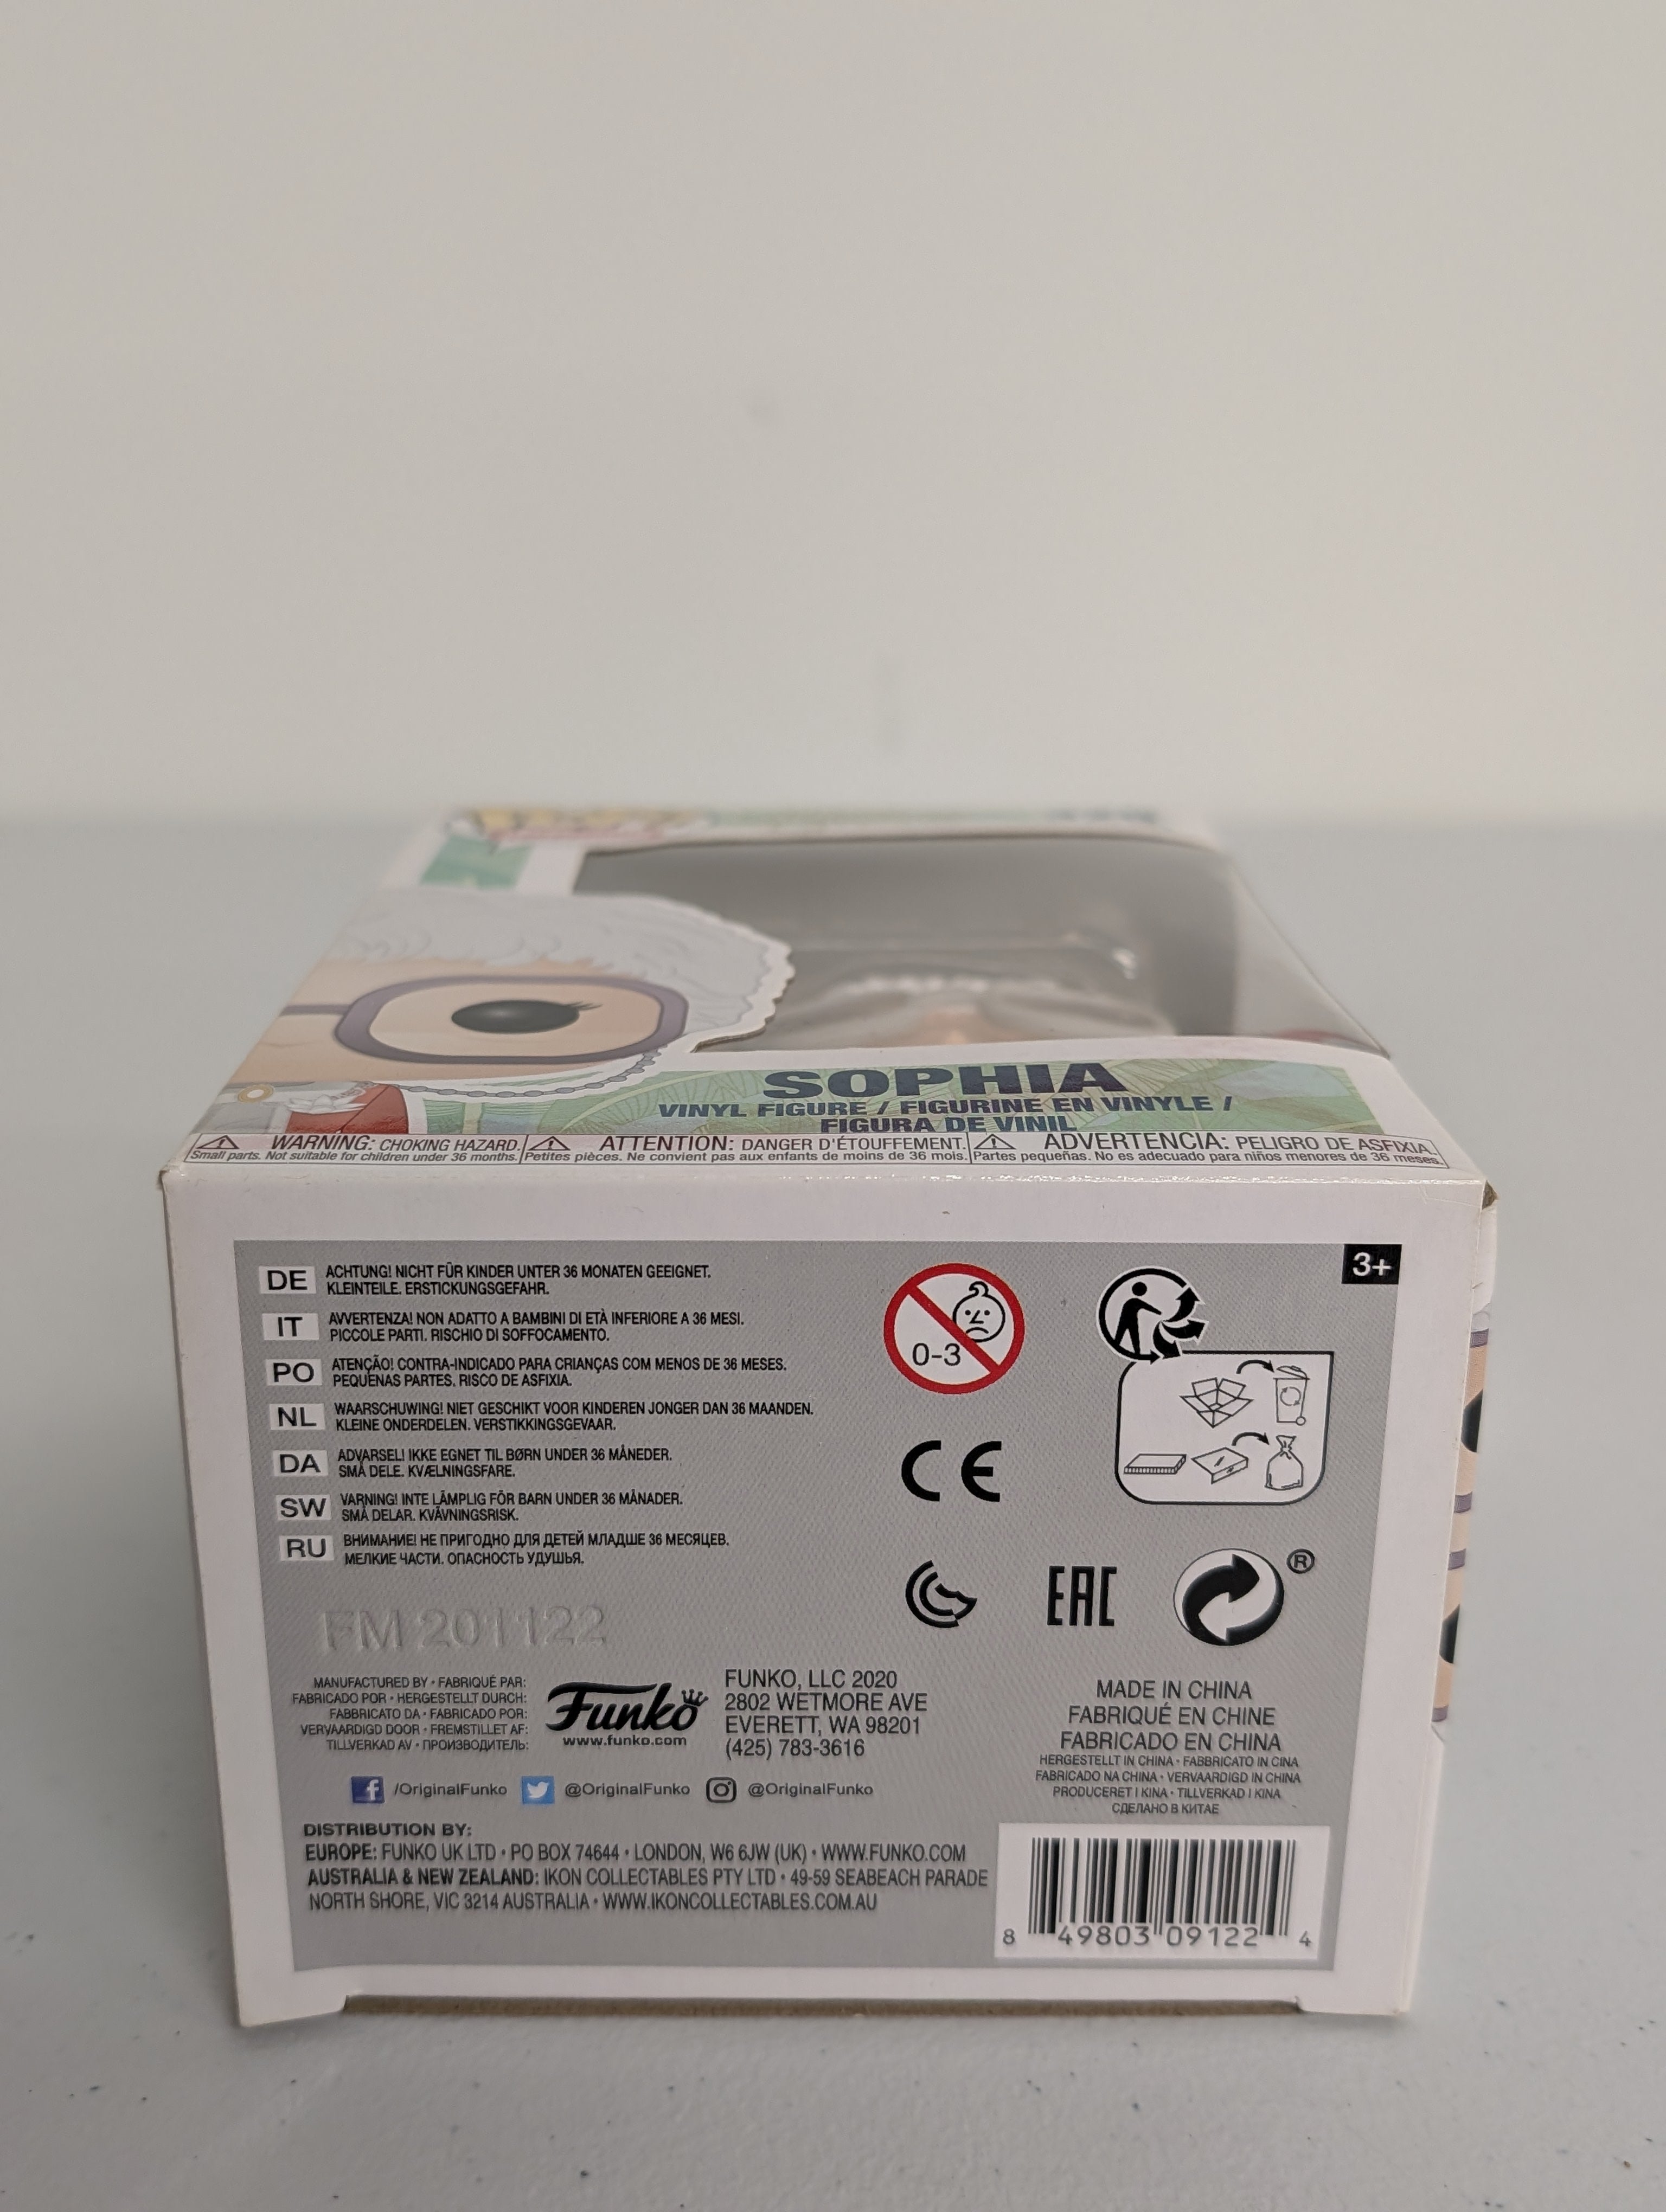 SOPHIA
VINYL FIGURE / FIGURINE EN VINYLE /
FIGURA DE VINIL
WARNING: CHOKING HAZARD.
Small parts. Not suitable for children under 36 months.
ATTENTION: DANGER D'ÉTOUFFEMENT.
Petites pièces. Ne convient pas aux enfants de moins de 36 mois.
ADVERTENCIA: PELIGRO DE ASFIXIA.
Partes pequeñas. No es adecuado para niños menores de 36 meses.
3+
DE ACHTUNG! NICHT FÜR KINDER UNTER 36 MONATEN GEEIGNET.
KLEINTEILE. ERSTICKUNGSGEFAHR.
IT AVVERTENZA! NON ADATTO A BAMBINI DI ETÀ INFERIORE A 36 MESI.
PICCOLE PARTI. RISCHIO DI SOFFOCAMENTO.
PO ATENÇÃO! CONTRA-INDICADO PARA CRIANÇAS COM MENOS DE 36 MESES.
PEQUENAS PARTES. RISCO DE ASFIXIA.
NL WAARSCHUWING! NIET GESCHIKT VOOR KINDEREN JONGER DAN 36 MAANDEN.
KLEINE ONDERDELEN. VERSTIKKINGSGEVAAR.
DA ADVARSEL! IKKE EGNET TIL BØRN UNDER 36 MÅNEDER.
SMÅ DELE. KVÆLNINGSFARE.
SW VARNING! INTE LÄMPLIG FÖR BARN UNDER 36 MÅNADER.
SMÅ DELAR. KVÄVNINGSRISK.
RU ВНИМАНИЕ! НЕ ПРИГОДНО ДЛЯ ДЕТЕЙ МЛАДШЕ 36 МЕСЯЦЕВ.
МЕЛКИЕ ЧАСТИ. ОПАСНОСТЬ УДУШЬЯ.
0-3
CE
EAC
®
FM 201122
MANUFACTURED BY • FABRIQUÉ PAR:
FABRICADO POR • HERGESTELLT DURCH:
FABBRICATO DA • FABRICADO POR:
VERVAARDIGD DOOR • FREMSTILLET AF:
TILLVERKAD AV • ПРОИЗВОДИТЕЛЬ:
Funko
www.funko.com
FUNKO, LLC 2020
2802 WETMORE AVE
EVERETT, WA 98201
(425) 783-3616
MADE IN CHINA
FABRIQUÉ EN CHINE
FABRICADO EN CHINA
HERGESTELLT IN CHINA • FABBRICATO IN CINA
FABRICADO NA CHINA • VERVAARDIGD IN CHINA
PRODUCERET I KINA • TILLVERKAD I KINA
СДЕЛАНО В КИТАЕ
/OriginalFunko @OriginalFunko @OriginalFunko
DISTRIBUTION BY:
EUROPE: FUNKO UK LTD • PO BOX 74644 • LONDON, W6 6JW (UK) • WWW.FUNKO.COM
AUSTRALIA & NEW ZEALAND: IKON COLLECTABLES PTY LTD • 49-59 SEABEACH PARADE
NORTH SHORE, VIC 3214 AUSTRALIA • WWW.IKONCOLLECTABLES.COM.AU
8 49803 09122 4